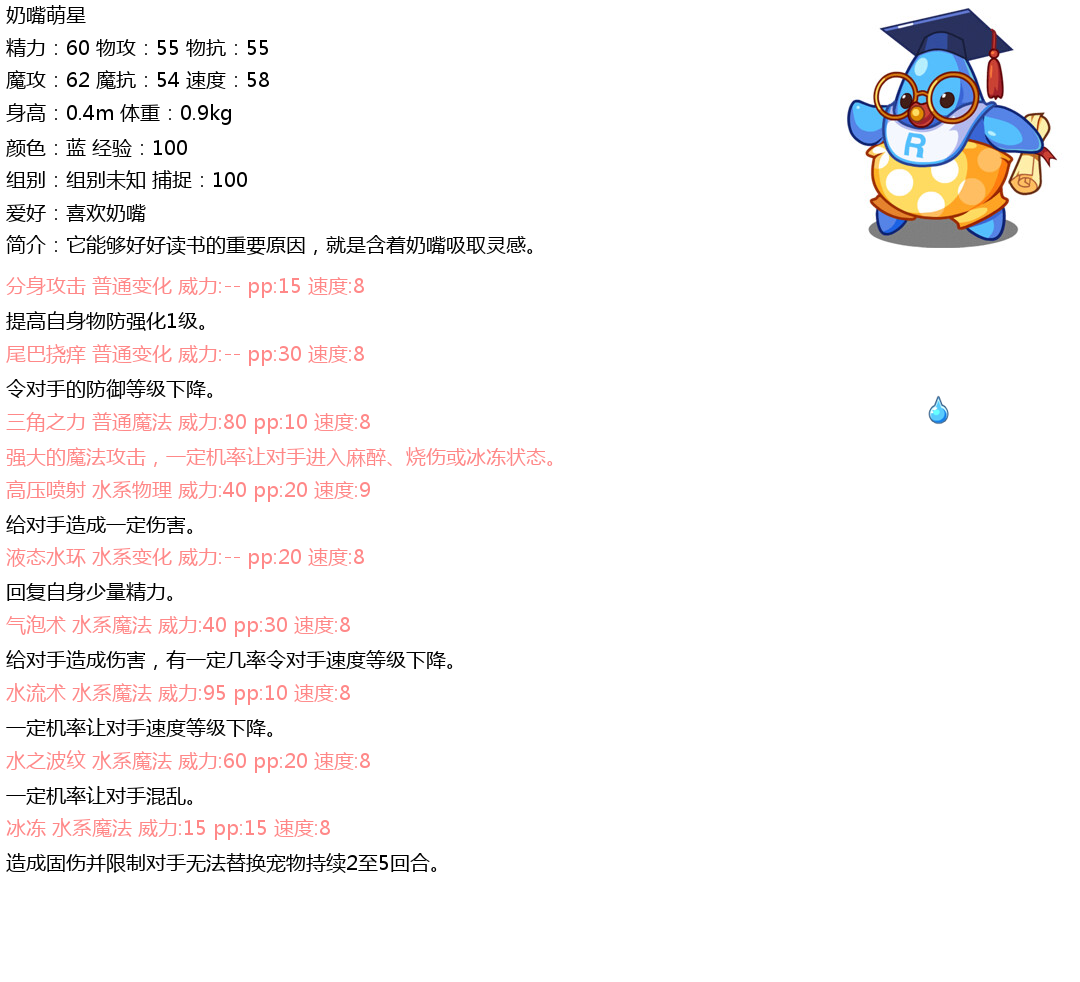 奶嘴萌星
精力：60 物攻：55 物抗：55
魔攻：62 魔抗：54 速度：58
身高：0.4m 体重：0.9kg
颜色：蓝 经验：100
组别：组别未知 捕捉：100
爱好：喜欢奶嘴
简介：它能够好好读书的重要原因，就是含着奶嘴吸取灵感。
R
分身攻击 普通变化 威力:-- pp:15 速度:8
提高自身物防强化1级。
尾巴挠痒 普通变化 威力:-- pp:30 速度:8
令对手的防御等级下降。
三角之力 普通魔法 威力:80 pp:10 速度:8
强大的魔法攻击，一定机率让对手进入麻醉、烧伤或冰冻状态。
高压喷射 水系物理 威力:40 pp:20 速度:9
给对手造成一定伤害。
液态水环 水系变化 威力:-- pp:20 速度:8
回复自身少量精力。
气泡术 水系魔法 威力:40 pp:30 速度:8
给对手造成伤害，有一定几率令对手速度等级下降。
水流术 水系魔法 威力:95 pp:10 速度:8
一定机率让对手速度等级下降。
水之波纹 水系魔法 威力:60 pp:20 速度:8
一定机率让对手混乱。
冰冻 水系魔法 威力:15 pp:15 速度:8
造成固伤并限制对手无法替换宠物持续2至5回合。